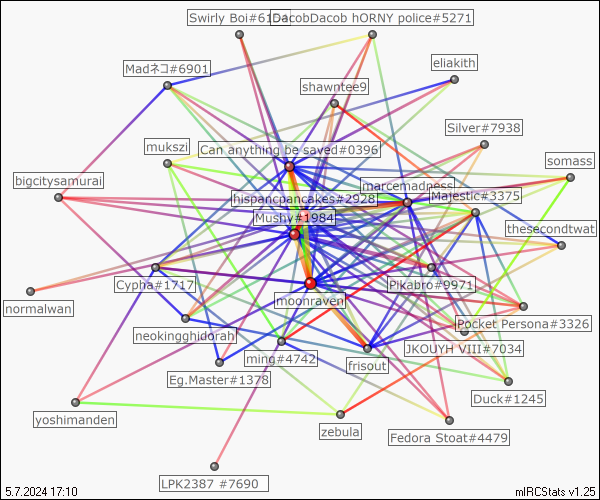 Swirly Boi#61
DacobDacob hORNY police#5271
Madネコ#6901
eliakith
shawntee9
Silver#7938
mukszi
Can anything be saved#0396
somass
bigcitysamurai
marcemadness
hispancpancakes#2928
Majestic#3375
Mushy#1984
thesecondtwat
Cypha#1717
Pikabro#9971
moonraven
normalwan
Pocket Persona#3326
neokingghidorah
JKOUYH VIII#7034
ming#4742
frisout
Eg.Master#1378
Duck#1245
yoshimanden
zebula
Fedora Stoat#4479
LPK2387 #7690
5.7.2024 17:10
mIRCStats v1.25